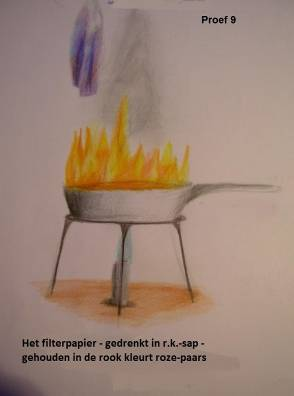 Proef 9
Het filterpapier - gedrenkt in r.k.-sap -
gehouden in de rook kleurt roze-paars